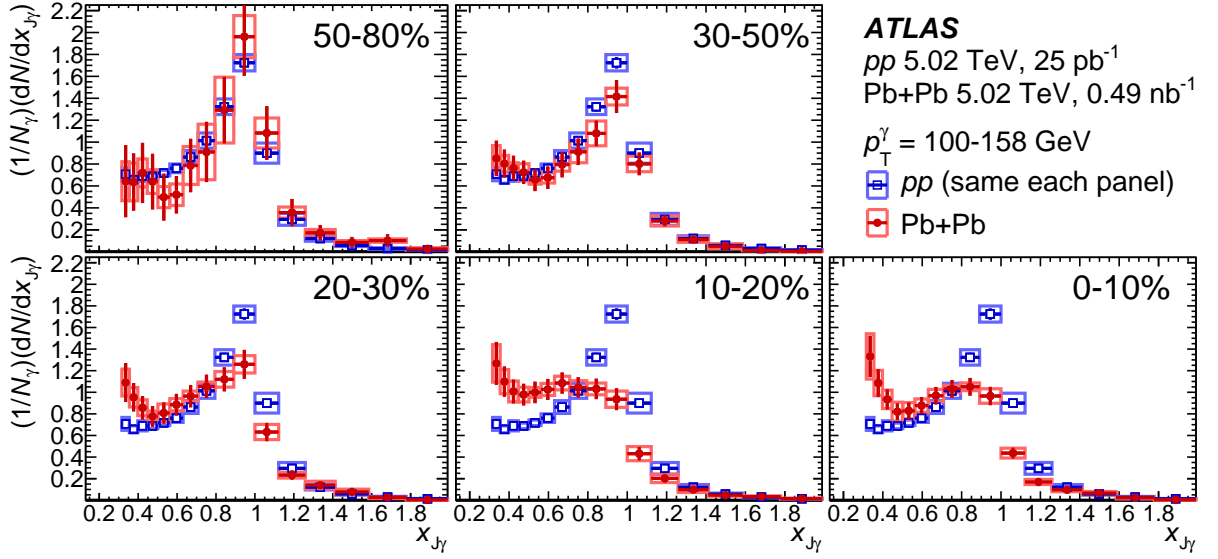 (1/Nγ)(dN/dxJγ)
2.2
2
1.8
1.6
1.4
1.2
1
0.8
0.6
0.4
0.2
50-80%
30-50%
ATLAS
pp 5.02 TeV, 25 pb⁻¹
Pb+Pb 5.02 TeV, 0.49 nb⁻¹
pTγ = 100-158 GeV
pp (same each panel)
Pb+Pb
(1/Nγ)(dN/dxJγ)
2.2
2
1.8
1.6
1.4
1.2
1
0.8
0.6
0.4
0.2
20-30%
10-20%
0-10%
0.2 0.4 0.6 0.8 1 1.2 1.4 1.6 1.8
0.2 0.4 0.6 0.8 1 1.2 1.4 1.6 1.8
0.2 0.4 0.6 0.8 1 1.2 1.4 1.6 1.8
xJγ
xJγ
xJγ